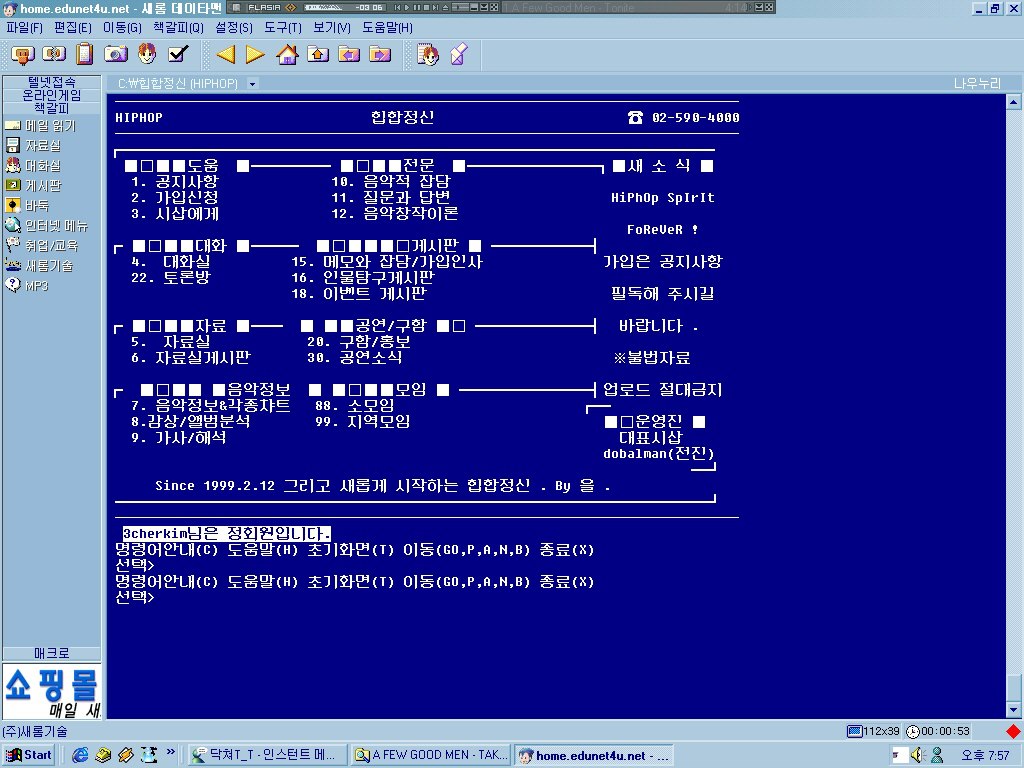 home.edunet4u.net - 새롬 데이타맨
FLASIA
-03 06
1.A Few Good Men - Tonite
4:14
파일(F) 편집(E) 이동(G) 책갈피(Q) 설정(S) 도구(T) 보기(V) 도움말(H)
텔넷접속
온라인게임
책갈피
메일 읽기
자료실
대화실
게시판
바둑
인터넷 메뉴
취업/교육
새롬기술
MP3
C:₩힙합정신 (HIPHOP)
나우누리
HIPHOP 힙합정신 ☎ 02-590-4000
■□■■도움 ■ ■□■■전문 ■ ■새 소 식 ■
1. 공지사항 10. 음악적 잡담
2. 가입신청 11. 질문과 답변 HiPhOp SpIrIt
3. 시삽에게 12. 음악창작이론
FoReVeR !
■□■■대화 ■ ■□■■■□게시판 ■
4. 대화실 15. 메모와 잡담/가입인사 가입은 공지사항
22. 토론방 16. 인물탐구게시판
18. 이벤트 게시판 필독해 주시길
■□■■자료 ■ ■ ■■공연/구함 ■□ 바랍니다 .
5. 자료실 20. 구함/홍보
6. 자료실게시판 30. 공연소식 ※불법자료
■□■■ ■음악정보 ■ ■□■■모임 ■ 업로드 절대금지
7. 음악정보&각종챠트 88. 소모임
8.감상/앨범분석 99. 지역모임 ■□운영진 ■
9. 가사/해석 대표시삽
dobalman(전진)
Since 1999.2.12 그리고 새롭게 시작하는 힙합정신 . By 을 .
3cherkim님은 정회원입니다.
명령어안내(C) 도움말(H) 초기화면(T) 이동(GO,P,A,N,B) 종료(X)
선택>
명령어안내(C) 도움말(H) 초기화면(T) 이동(GO,P,A,N,B) 종료(X)
선택>
매크로
쇼핑몰
매일 새
(주)새롬기술
112x39
00:00:53
Start
닥쳐T_T - 인스턴트 메...
A FEW GOOD MEN - TAK...
home.edunet4u.net - ...
오후 7:57